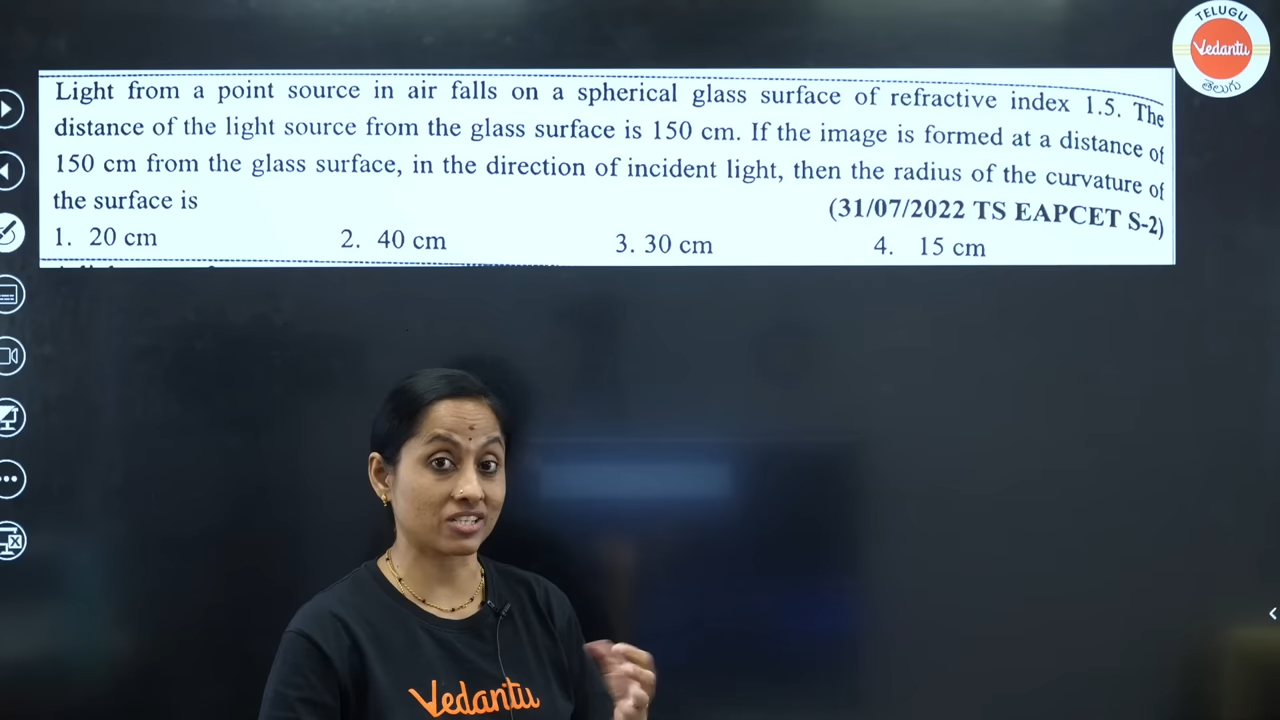 TELUGU
Vedantu
తెలుగు
Light from a point source in air falls on a spherical glass surface of refractive index 1.5. The
distance of the light source from the glass surface is 150 cm. If the image is formed at a distance of
150 cm from the glass surface, in the direction of incident light, then the radius of the curvature of
the surface is
(31/07/2022 TS EAPCET S-2)
1. 20 cm 2. 40 cm 3. 30 cm 4. 15 cm
Vedantu